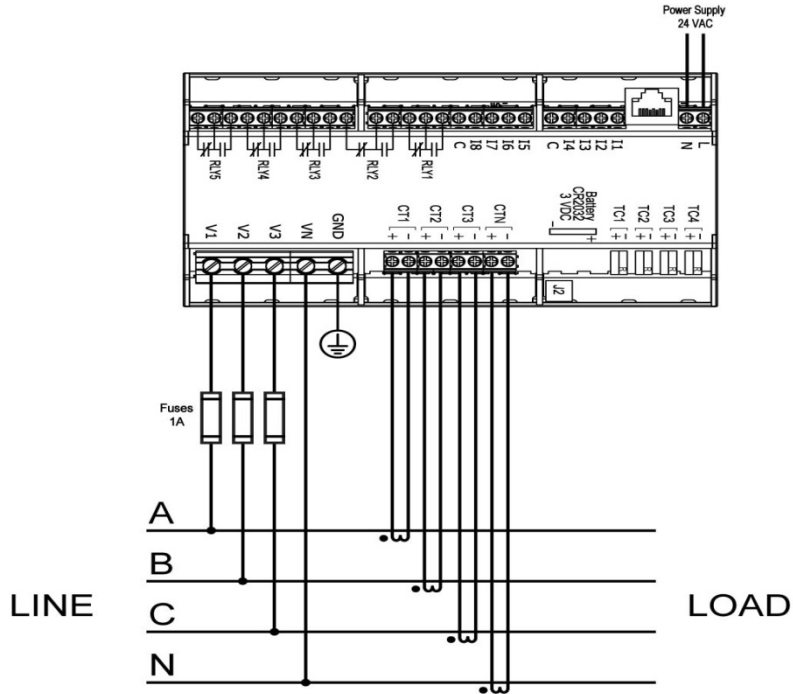 Power Supply
24 VAC
C I8 I7 I6 I5
C I4 I3 I2 I1
N L
RLY5 RLY4 RLY3 RLY2 RLY1
V1 V2 V3 VN GND
CT1 CT2 CT3 CTN
+ - + - + - + -
Battery
CR2032
3 VDC
- +
TC1 TC2 TC3 TC4
+ - + - + - + -
J2
Fuses
1A
A
B
LINE
LOAD
C
N